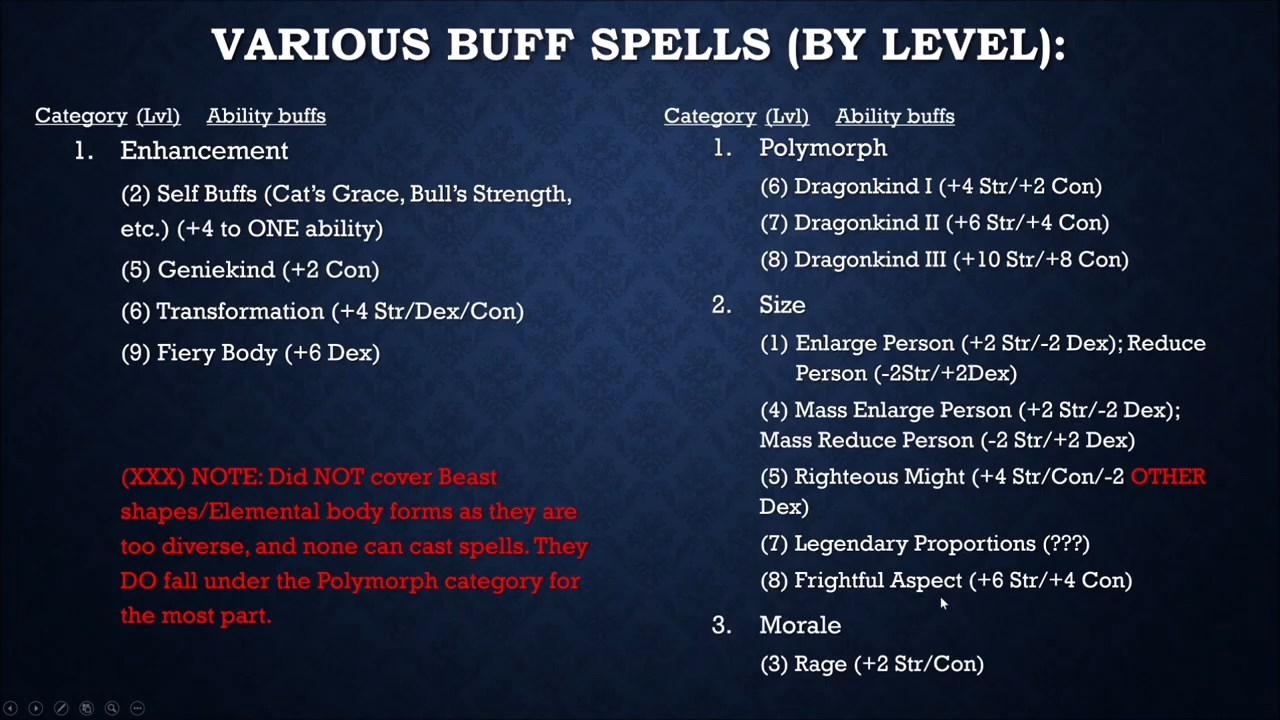 VARIOUS BUFF SPELLS (BY LEVEL):
Category (Lvl) Ability buffs
1. Enhancement
(2) Self Buffs (Cat's Grace, Bull's Strength,
etc.) (+4 to ONE ability)
(5) Geniekind (+2 Con)
(6) Transformation (+4 Str/Dex/Con)
(9) Fiery Body (+6 Dex)
(XXX) NOTE: Did NOT cover Beast
shapes/Elemental body forms as they are
too diverse, and none can cast spells. They
DO fall under the Polymorph category for
the most part.
Category (Lvl) Ability buffs
1. Polymorph
(6) Dragonkind I (+4 Str/+2 Con)
(7) Dragonkind II (+6 Str/+4 Con)
(8) Dragonkind III (+10 Str/+8 Con)
2. Size
(1) Enlarge Person (+2 Str/-2 Dex); Reduce
Person (-2Str/+2Dex)
(4) Mass Enlarge Person (+2 Str/-2 Dex);
Mass Reduce Person (-2 Str/+2 Dex)
(5) Righteous Might (+4 Str/Con/-2 OTHER
Dex)
(7) Legendary Proportions (???)
(8) Frightful Aspect (+6 Str/+4 Con)
3. Morale
(3) Rage (+2 Str/Con)